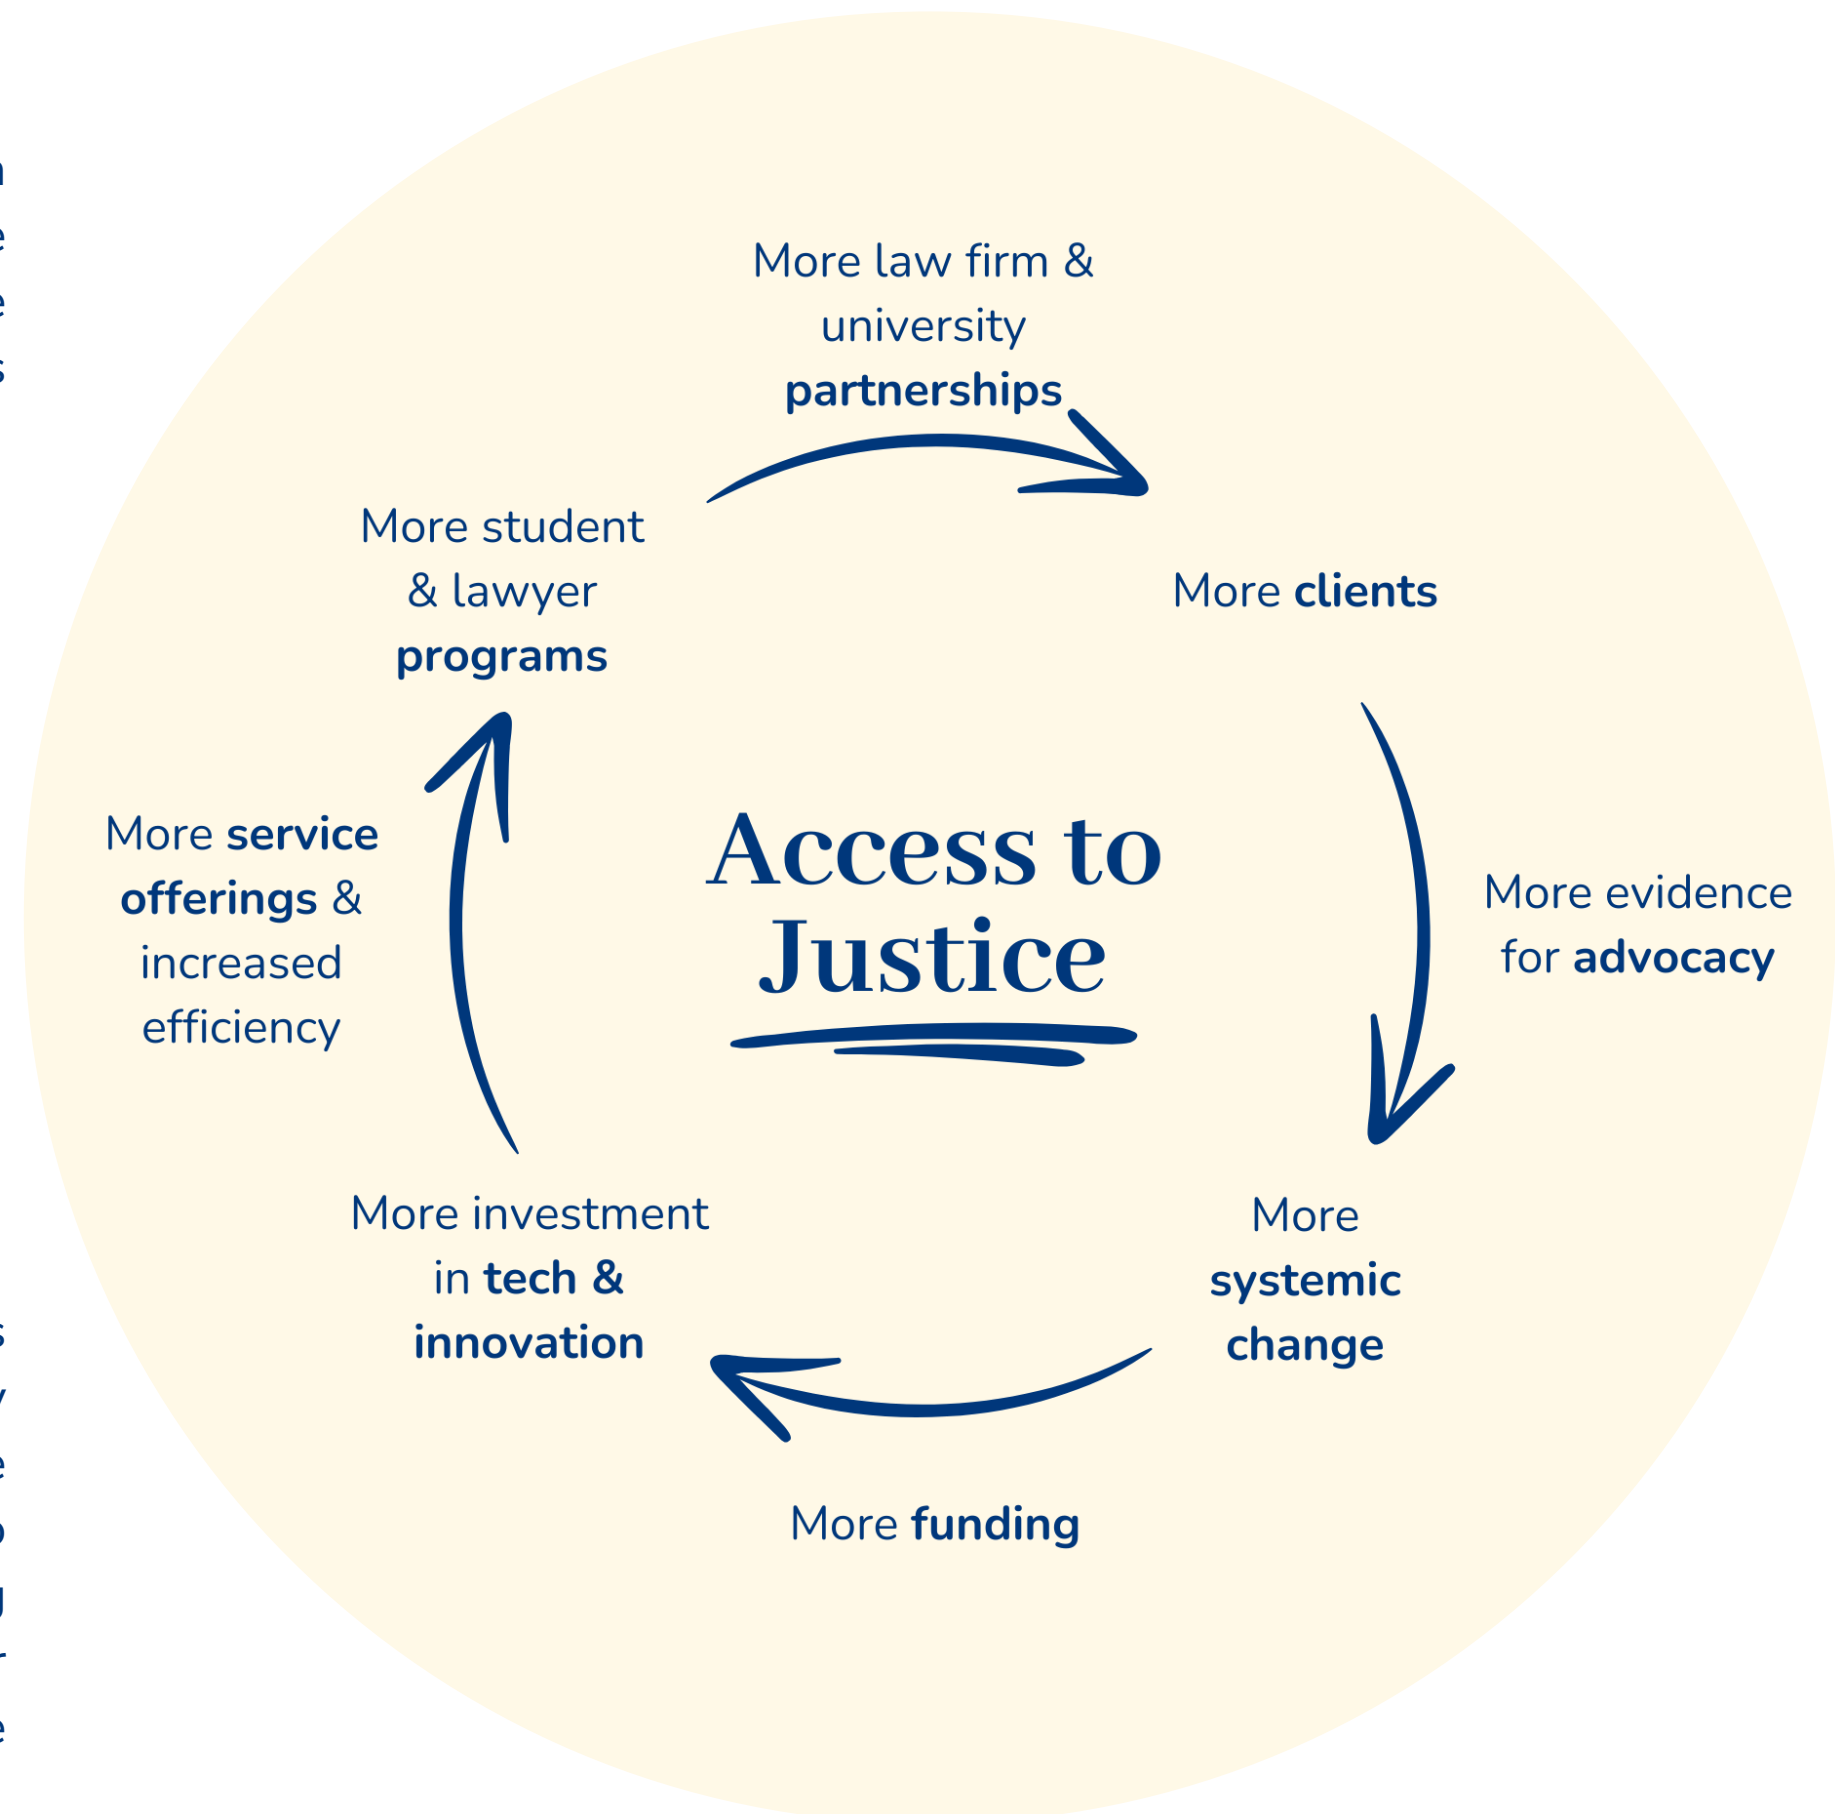 More law firm &
university
partnerships
More clients
More evidence
for advocacy
More
systemic
change
More funding
More investment
in tech &
innovation
More service
offerings &
increased
efficiency
More student
& lawyer
programs
Access to
Justice